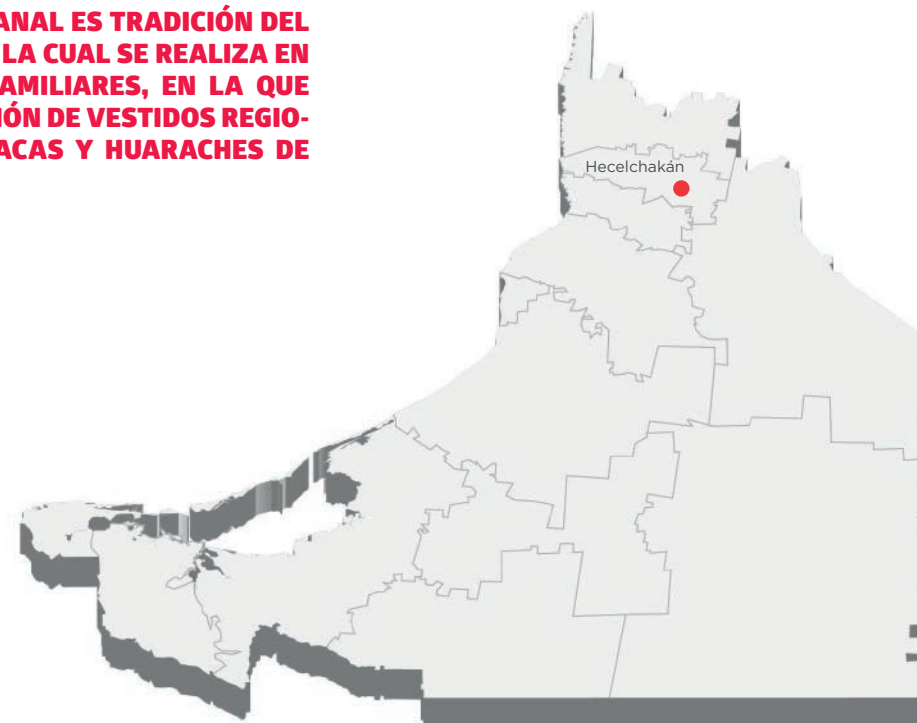 ANAL ES TRADICIÓN DEL
LA CUAL SE REALIZA EN
AMILIARES, EN LA QUE
IÓN DE VESTIDOS REGIO-
ACAS Y HUARACHES DE
Hecelchakán